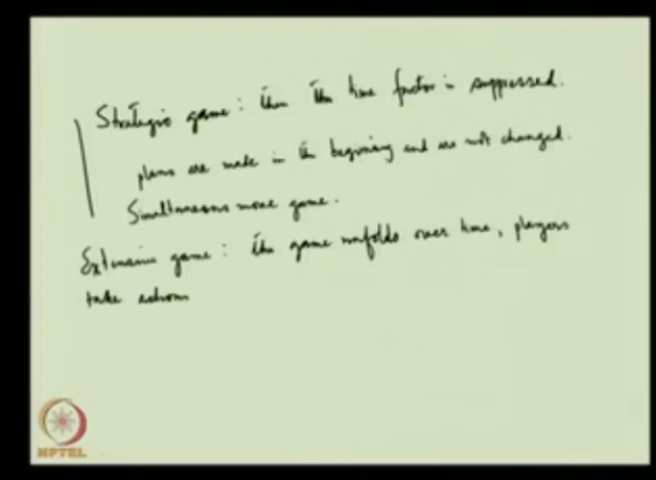 Strategic game : then the time factor is suppressed.
plans are made in the beginning and are not changed.
Simultaneous move game.
Extensive game : the game unfolds over time, players
take actions
NPTEL